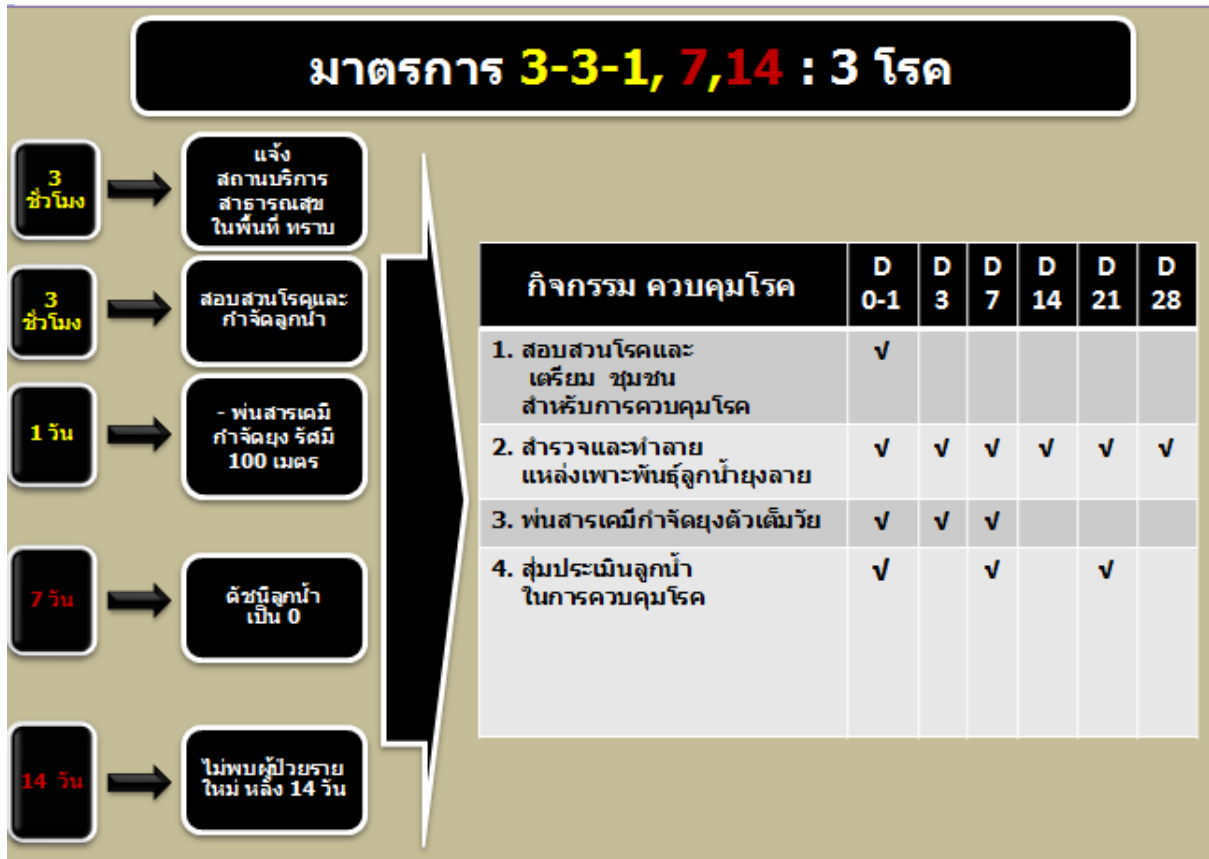 มาตรการ 3-3-1, 7,14 : 3 โรค
3
ชั่วโมง
แจ้ง
สถานบริการ
สาธารณสุข
ในพื้นที่ ทราบ
3
ชั่วโมง
สอบสวนโรคและ
กำจัดลูกน้ำ
1 วัน
- พ่นสารเคมี
กำจัดยุง รัศมี
100 เมตร
7 วัน
ดัชนีลูกน้ำ
เป็น 0
14 วัน
ไม่พบผู้ป่วยราย
ใหม่ หลัง 14 วัน
กิจกรรม ควบคุมโรค
D
0-1
D
3
D
7
D
14
D
21
D
28
1. สอบสวนโรคและ √
เตรียม ชุมชน
สำหรับการควบคุมโรค
2. สำรวจและทำลาย √ √ √ √ √ √
แหล่งเพาะพันธุ์ลูกน้ำยุงลาย
3. พ่นสารเคมีกำจัดยุงตัวเต็มวัย √ √ √
4. สุ่มประเมินลูกน้ำ √ √ √
ในการควบคุมโรค